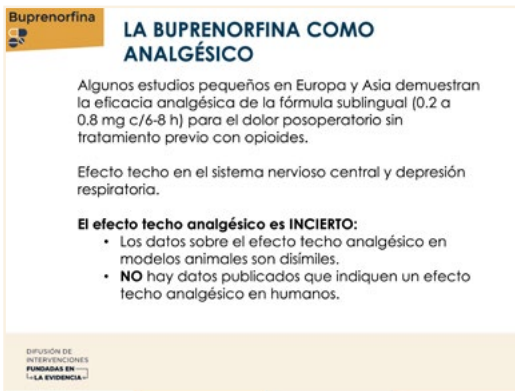 Buprenorfina
LA BUPRENORFINA COMO
ANALGÉSICO
Algunos estudios pequeños en Europa y Asia demuestran
la eficacia analgésica de la fórmula sublingual (0.2 a
0.8 mg c/6-8 h) para el dolor posoperatorio sin
tratamiento previo con opioides.
Efecto techo en el sistema nervioso central y depresión
respiratoria.
El efecto techo analgésico es INCIERTO:
• Los datos sobre el efecto techo analgésico en
modelos animales son disímiles.
• NO hay datos publicados que indiquen un efecto
techo analgésico en humanos.
DIFUSIÓN DE
INTERVENCIONES
FUNDADAS EN
LA EVIDENCIA